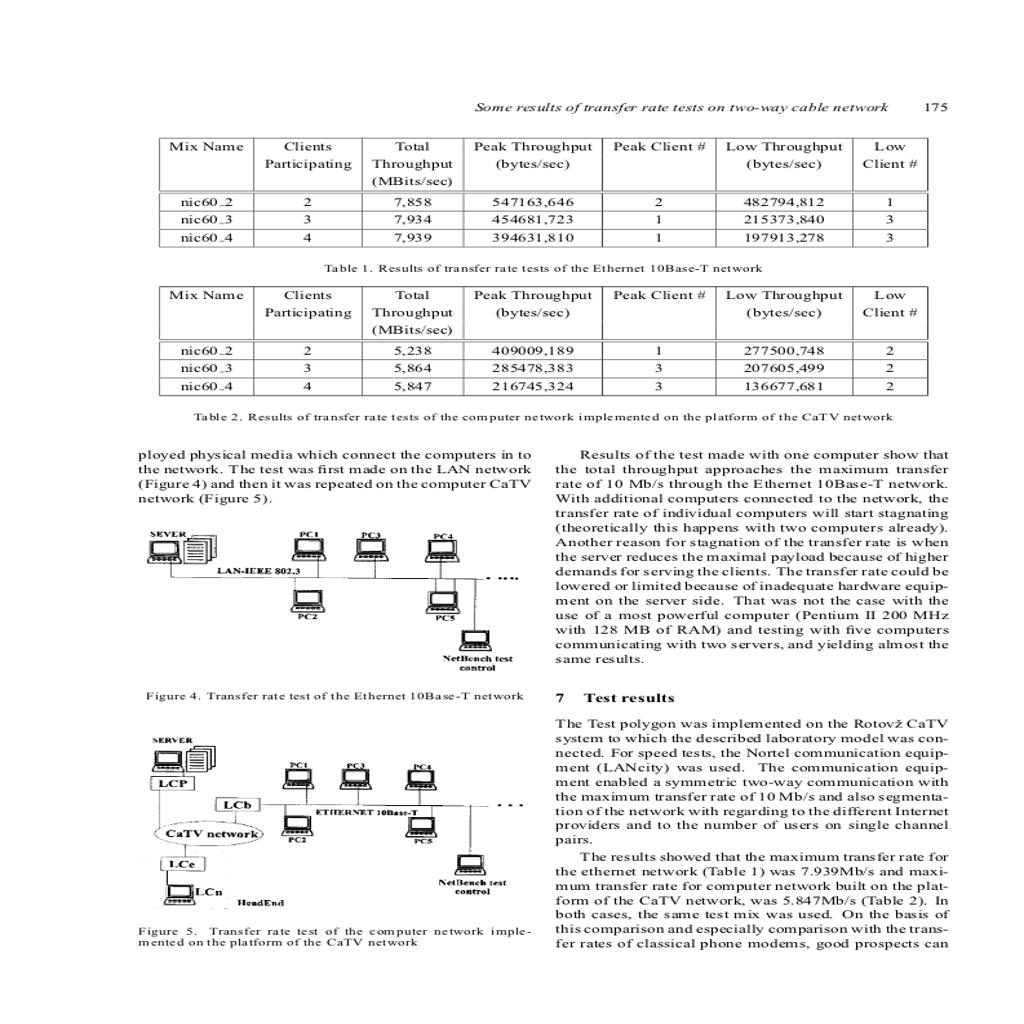 Some results of transfer rate tests on two-way cable network 175
Mix Name Clients Total Peak Throughput Peak Client # Low Throughput Low
Participating Throughput (bytes/sec) (bytes/sec) Client #
(MBits/sec)
nic60_2 2 7,858 547163,646 2 482794,812 1
nic60_3 3 7,934 454681,723 1 215373,840 3
nic60_4 4 7,939 394631,810 1 197913,278 3
Table 1. Results of transfer rate tests of the Ethernet 10Base-T network
Mix Name Clients Total Peak Throughput Peak Client # Low Throughput Low
Participating Throughput (bytes/sec) (bytes/sec) Client #
(MBits/sec)
nic60_2 2 5,238 409009,189 1 277500,748 2
nic60_3 3 5,864 285478,383 3 207605,499 2
nic60_4 4 5,847 216745,324 3 136677,681 2
Table 2. Results of transfer rate tests of the computer network implemented on the platform of the CaTV network
ployed physical media which connect the computers in to
the network. The test was first made on the LAN network
(Figure 4) and then it was repeated on the computer CaTV
network (Figure 5).
SEVER PC1 PC3 PC4
LAN-IEEE 802.3
PC2 PC5
NetBench test
control
Figure 4. Transfer rate test of the Ethernet 10Base-T network
SERVER
PC1 PC3 PC4
LCP
LCb
ETHERNET 10Base-T
CaTV network
PC2 PC5
LCe
NetBench test
control
LCn
HeadEnd
Figure 5. Transfer rate test of the computer network imple-
mented on the platform of the CaTV network
Results of the test made with one computer show that
the total throughput approaches the maximum transfer
rate of 10 Mb/s through the Ethernet 10Base-T network.
With additional computers connected to the network, the
transfer rate of individual computers will start stagnating
(theoretically this happens with two computers already).
Another reason for stagnation of the transfer rate is when
the server reduces the maximal payload because of higher
demands for serving the clients. The transfer rate could be
lowered or limited because of inadequate hardware equip-
ment on the server side. That was not the case with the
use of a most powerful computer (Pentium II 200 MHz
with 128 MB of RAM) and testing with five computers
communicating with two servers, and yielding almost the
same results.
7 Test results
The Test polygon was implemented on the Rotovž CaTV
system to which the described laboratory model was con-
nected. For speed tests, the Nortel communication equip-
ment (LANcity) was used. The communication equip-
ment enabled a symmetric two-way communication with
the maximum transfer rate of 10 Mb/s and also segmenta-
tion of the network with regarding to the different Internet
providers and to the number of users on single channel
pairs.
The results showed that the maximum transfer rate for
the ethernet network (Table 1) was 7.939Mb/s and maxi-
mum transfer rate for computer network built on the plat-
form of the CaTV network, was 5.847Mb/s (Table 2). In
both cases, the same test mix was used. On the basis of
this comparison and especially comparison with the trans-
fer rates of classical phone modems, good prospects can